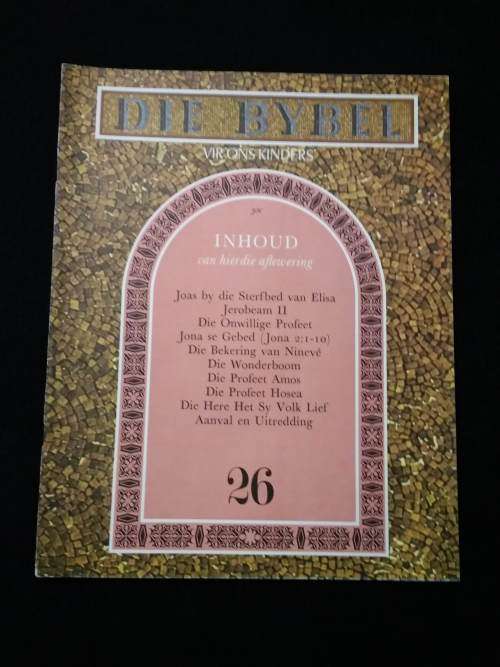 DIE BYBEL
VIR ONS KINDERS
50c
INHOUD
van hierdie aflewering
Joas by die Sterfbed van Elisa
Jerobeam II
Die Onwillige Profeet
Jona se Gebed (Jona 2:1-10)
Die Bekering van Ninevé
Die Wonderboom
Die Profeet Amos
Die Profeet Hosea
Die Here Het Sy Volk Lief
Aanval en Uitredding
26